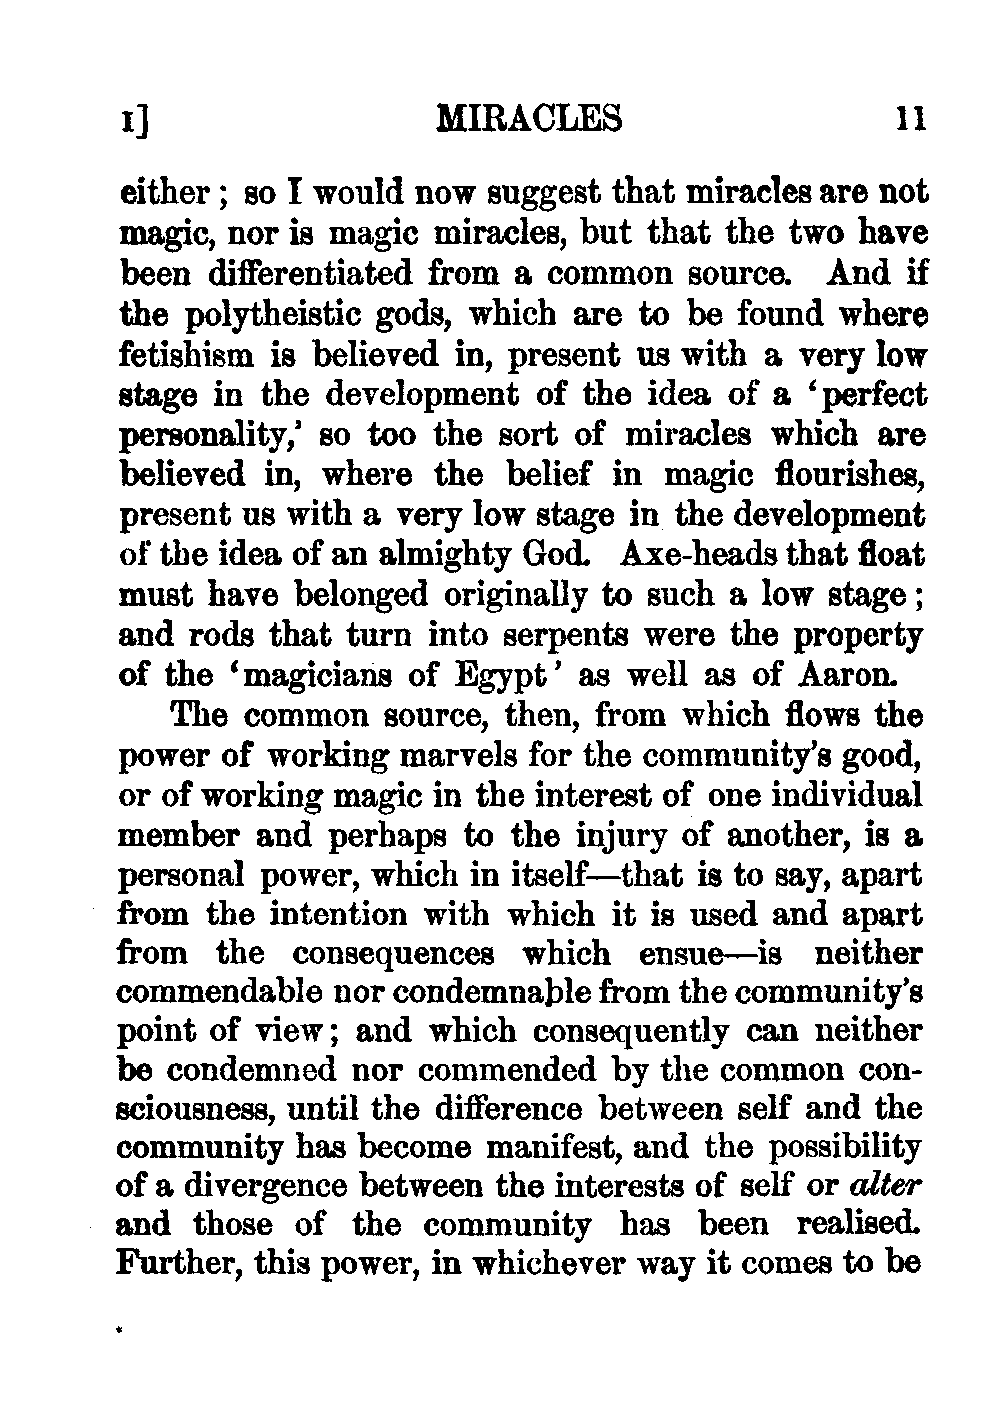 I] MIRACLES 11
either; so I would now suggest that miracles are not
magic, nor is magic miracles, but that the two have
been differentiated from a common source. And if
the polytheistic gods, which are to be found where
fetishism is believed in, present us with a very low
stage in the development of the idea of a ‘perfect
personality,’ so too the sort of miracles which are
believed in, where the belief in magic flourishes,
present us with a very low stage in the development
of the idea of an almighty God. Axe-heads that float
must have belonged originally to such a low stage;
and rods that turn into serpents were the property
of the ‘magicians of Egypt’ as well as of Aaron.
The common source, then, from which flows the
power of working marvels for the community’s good,
or of working magic in the interest of one individual
member and perhaps to the injury of another, is a
personal power, which in itself—that is to say, apart
from the intention with which it is used and apart
from the consequences which ensue—is neither
commendable nor condemnable from the community’s
point of view; and which consequently can neither
be condemned nor commended by the common con-
sciousness, until the difference between self and the
community has become manifest, and the possibility
of a divergence between the interests of self or alter
and those of the community has been realised.
Further, this power, in whichever way it comes to be